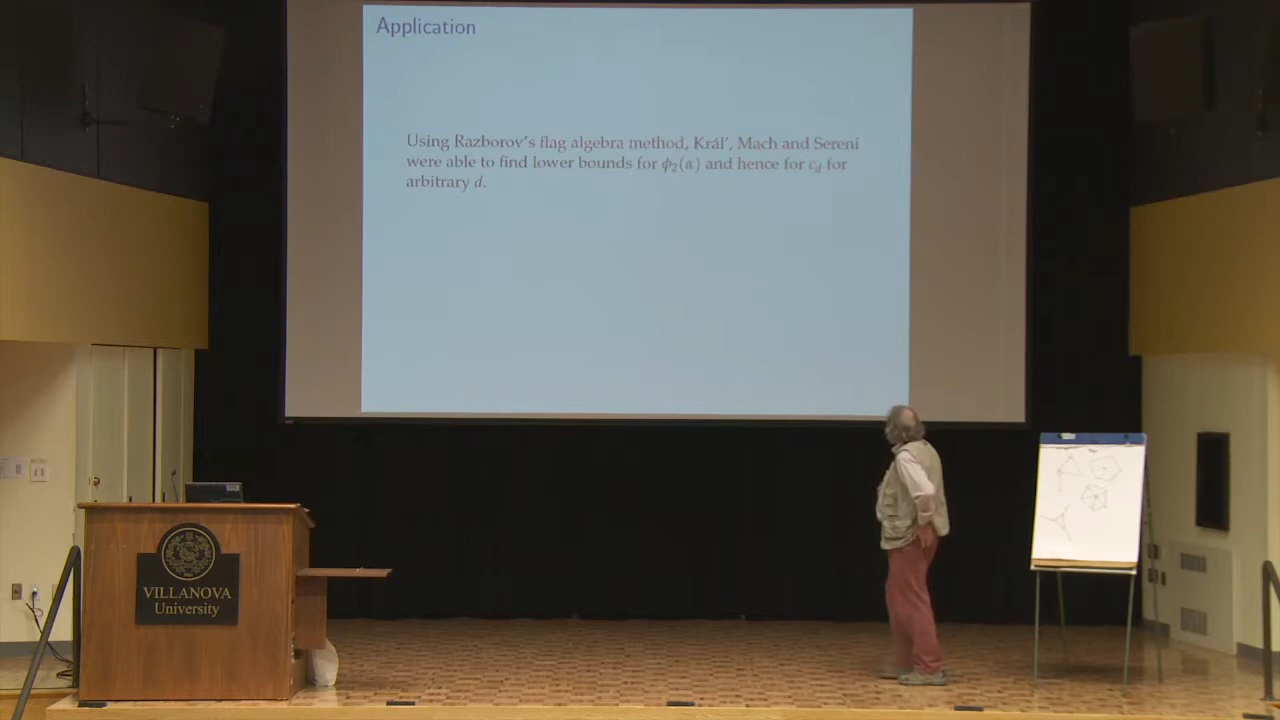 Application
Using Razborov's flag algebra method, Král', Mach and Sereni
were able to find lower bounds for ϕ₂(α) and hence for c_d for
arbitrary d.
VILLANOVA
University